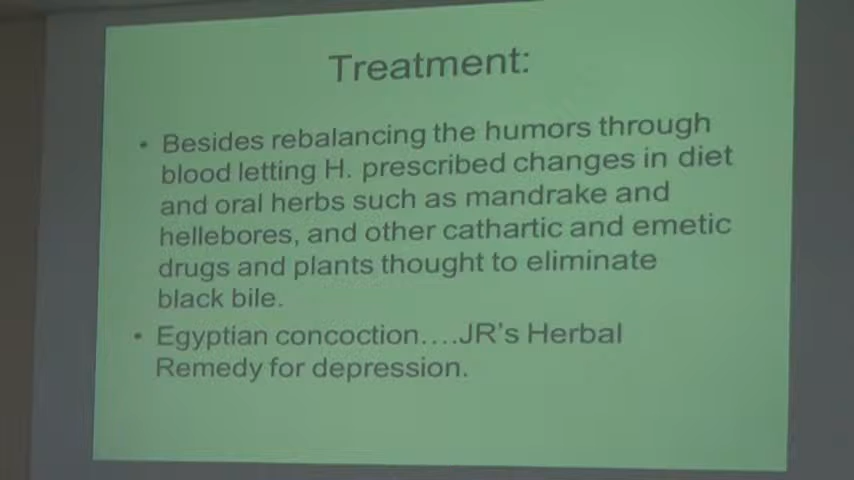 Treatment:
• Besides rebalancing the humors through
blood letting H. prescribed changes in diet
and oral herbs such as mandrake and
hellebores, and other cathartic and emetic
drugs and plants thought to eliminate
black bile.
• Egyptian concoction....JR's Herbal
Remedy for depression.